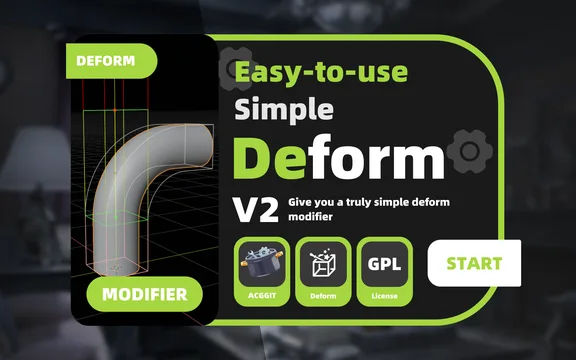 DEFORM
MODIFIER
Easy-to-use
Simple
Deform
V2
Give you a truly simple deform
modifier
ACGGIT
Deform
GPL
License
START